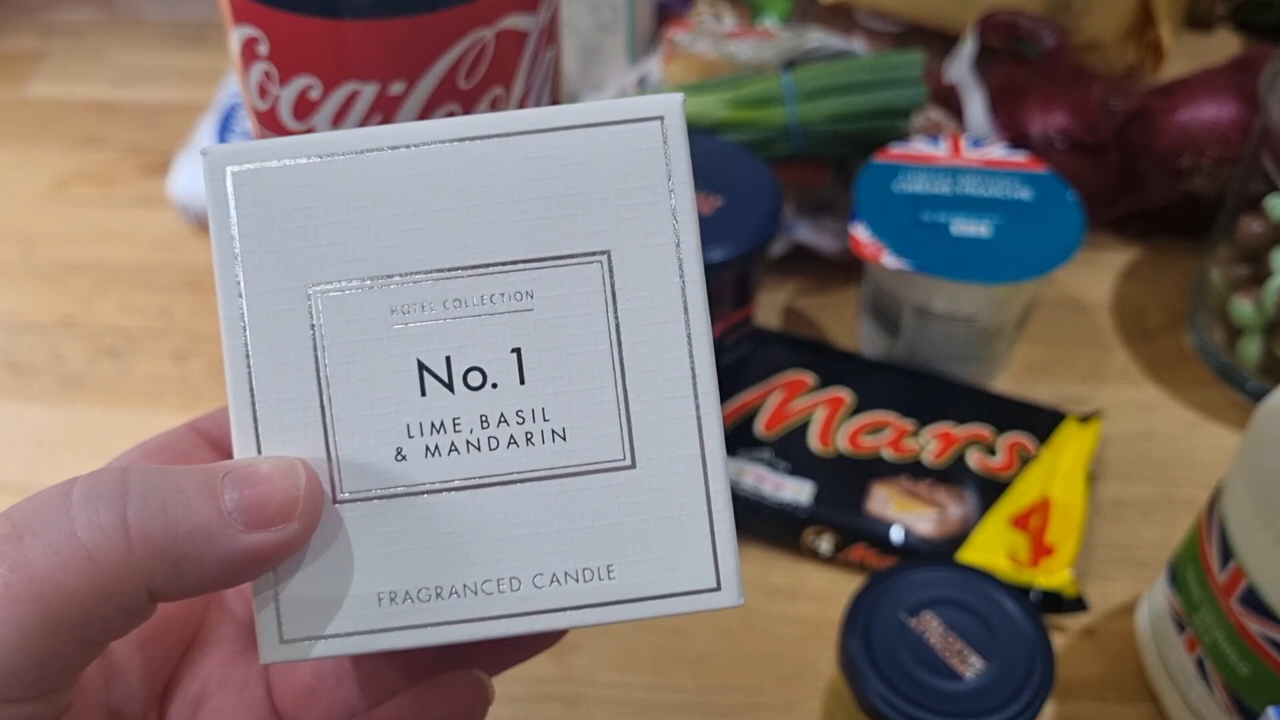 Coca-Cola
HOTEL COLLECTION
No. 1
LIME, BASIL
& MANDARIN
FRAGRANCED CANDLE
Mars
4